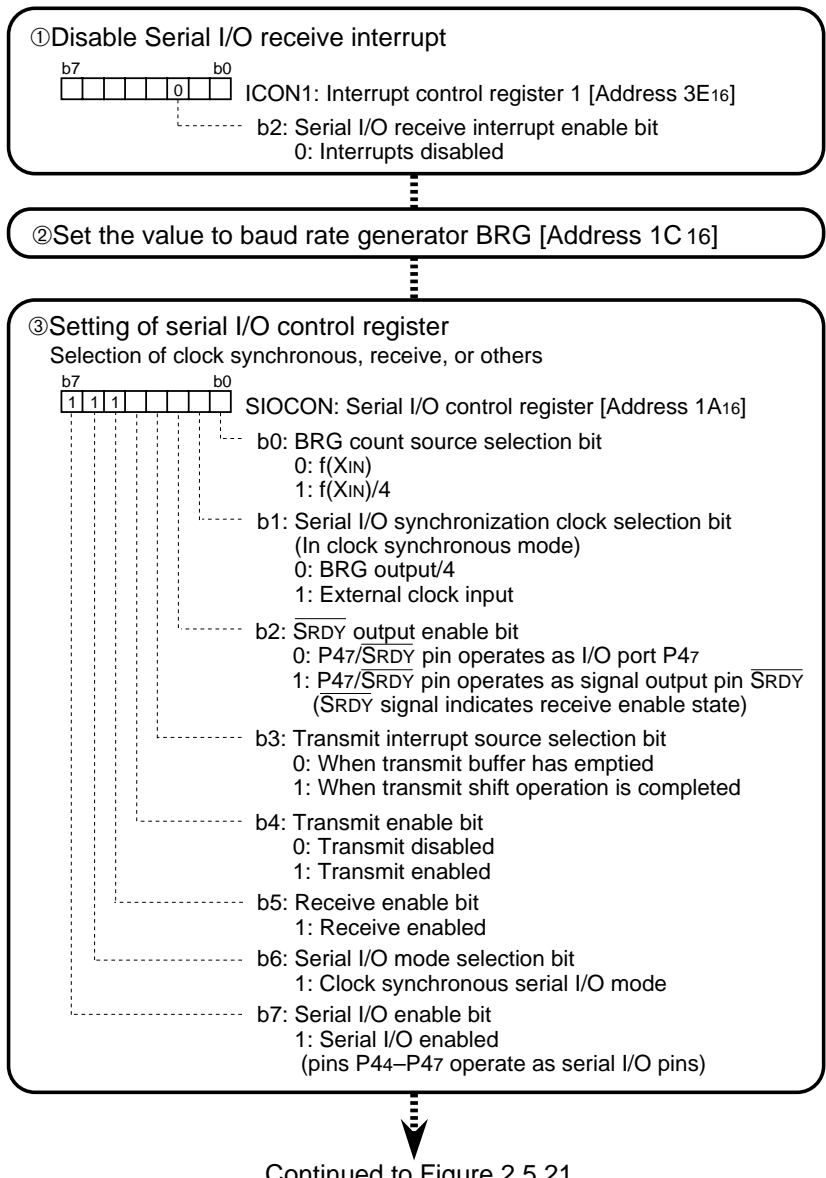 ①Disable Serial I/O receive interrupt
b7 b0
0 ICON1: Interrupt control register 1 [Address 3E16]
b2: Serial I/O receive interrupt enable bit
0: Interrupts disabled
②Set the value to baud rate generator BRG [Address 1C 16]
③Setting of serial I/O control register
Selection of clock synchronous, receive, or others
b7 b0
1 1 1 SIOCON: Serial I/O control register [Address 1A16]
b0: BRG count source selection bit
0: f(XIN)
1: f(XIN)/4
b1: Serial I/O synchronization clock selection bit
(In clock synchronous mode)
0: BRG output/4
1: External clock input
b2: SRDY output enable bit
0: P47/SRDY pin operates as I/O port P47
1: P47/SRDY pin operates as signal output pin SRDY
(SRDY signal indicates receive enable state)
b3: Transmit interrupt source selection bit
0: When transmit buffer has emptied
1: When transmit shift operation is completed
b4: Transmit enable bit
0: Transmit disabled
1: Transmit enabled
b5: Receive enable bit
1: Receive enabled
b6: Serial I/O mode selection bit
1: Clock synchronous serial I/O mode
b7: Serial I/O enable bit
1: Serial I/O enabled
(pins P44–P47 operate as serial I/O pins)
Continued to Figure 2.5.21